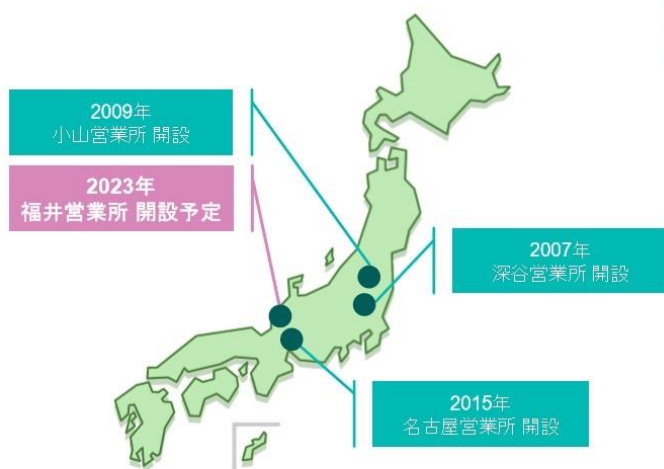 2009年
小山営業所 開設
2023年
福井営業所 開設予定
2007年
深谷営業所 開設
2015年
名古屋営業所 開設